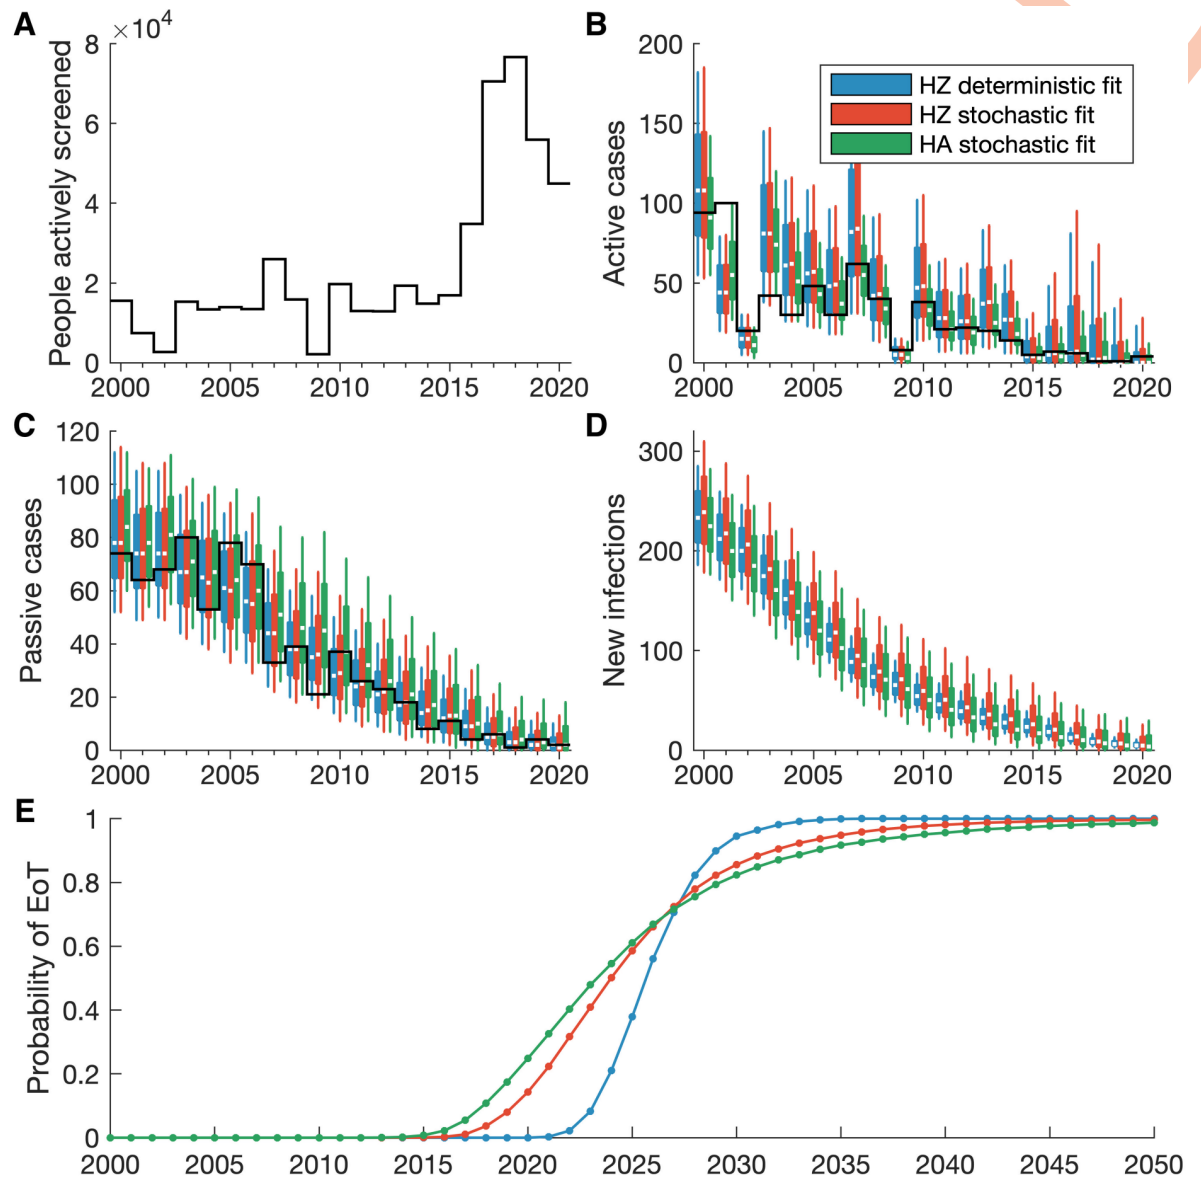 A
×10⁴
People actively screened
8
6
4
2
0
2000 2005 2010 2015 2020
B
Active cases
200
150
100
50
0
HZ deterministic fit
HZ stochastic fit
HA stochastic fit
2000 2005 2010 2015 2020
C
Passive cases
120
100
80
60
40
20
0
2000 2005 2010 2015 2020
D
New infections
300
200
100
0
2000 2005 2010 2015 2020
E
Probability of EoT
1
0.8
0.6
0.4
0.2
0
2000 2005 2010 2015 2020 2025 2030 2035 2040 2045 2050